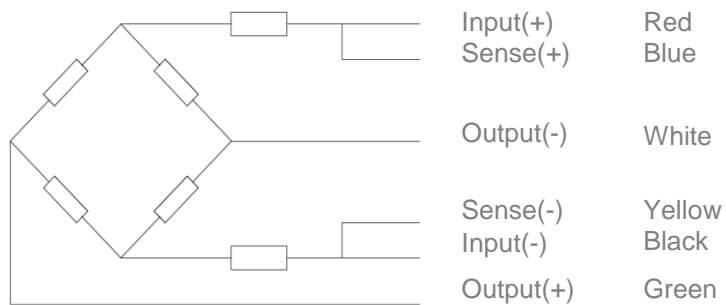 Input(+) Red
Sense(+) Blue
Output(-) White
Sense(-) Yellow
Input(-) Black
Output(+) Green